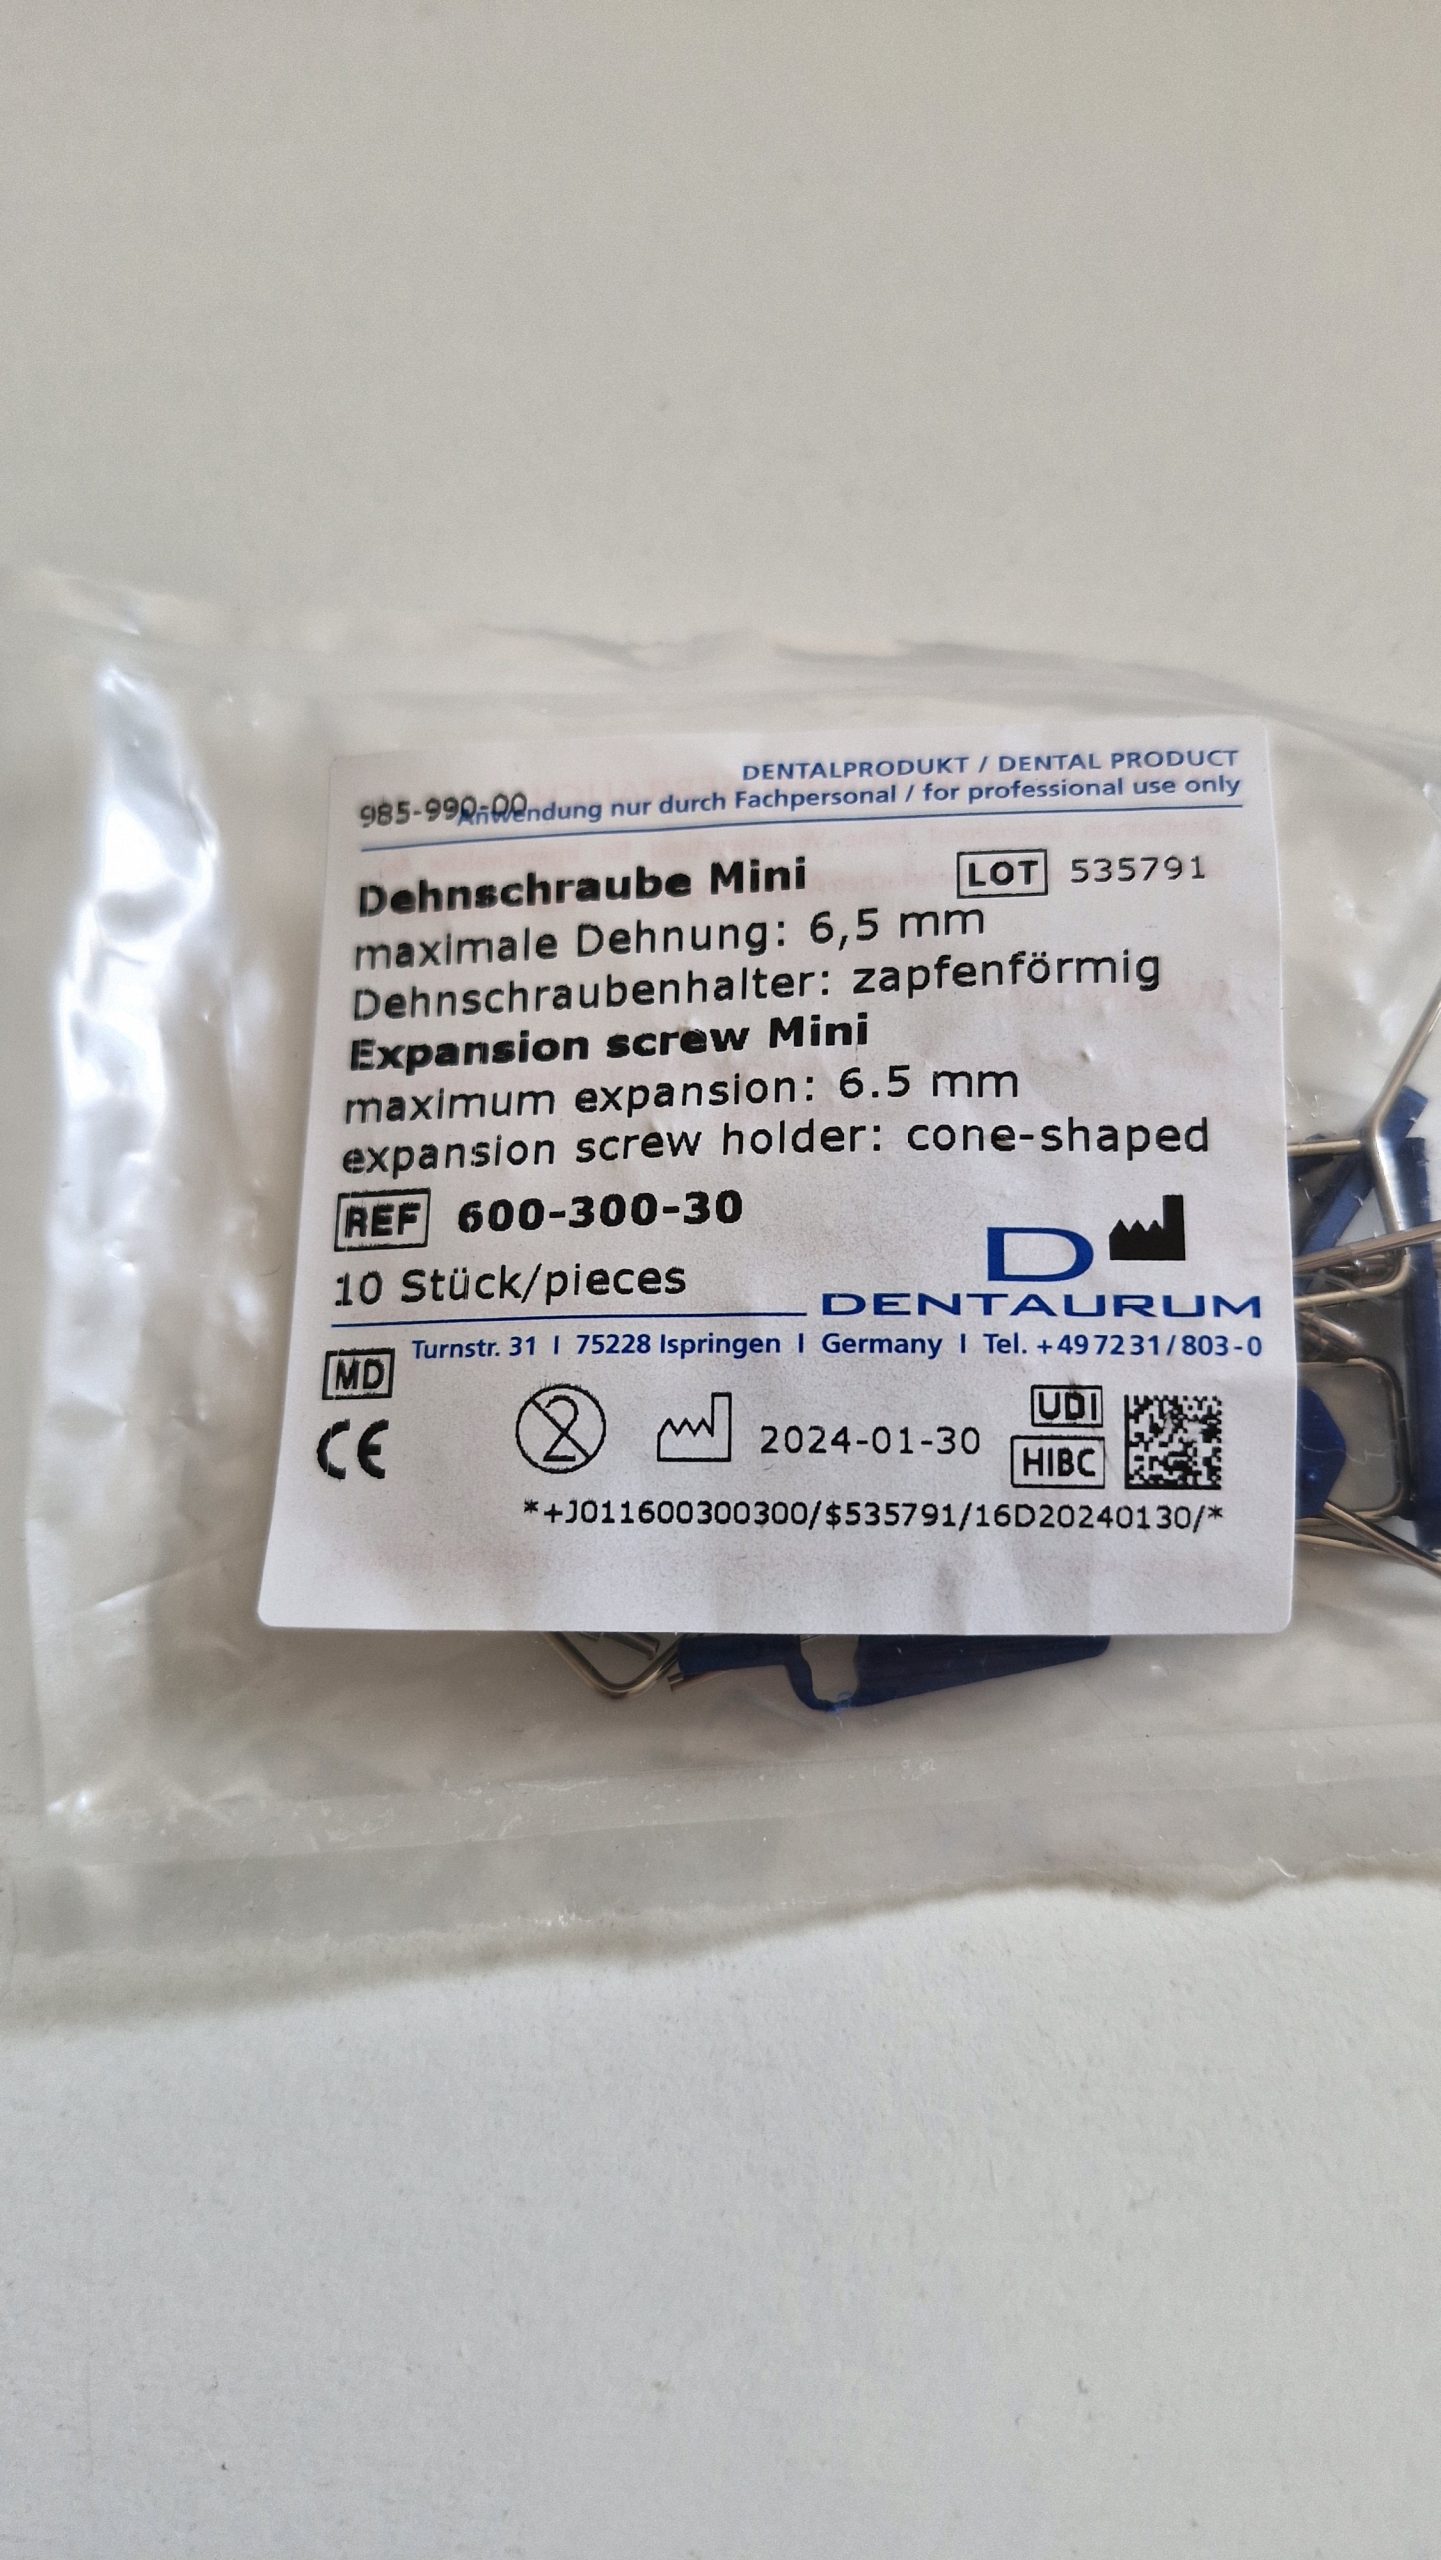 DENTALPRODUKT / DENTAL PRODUCT
985-990-00
Anwendung nur durch Fachpersonal / for professional use only
Dehnschraube Mini
LOT 535791
maximale Dehnung: 6,5 mm
Dehnschraubenhalter: zapfenförmig
Expansion screw Mini
maximum expansion: 6.5 mm
expansion screw holder: cone-shaped
REF 600-300-30
10 Stück/pieces
D
DENTAURUM
Turnstr. 31 I 75228 Ispringen I Germany I Tel. +497231/803-0
MD
CE
2
2024-01-30
UDI
HIBC
*+J011600300300/$535791/16D20240130/*